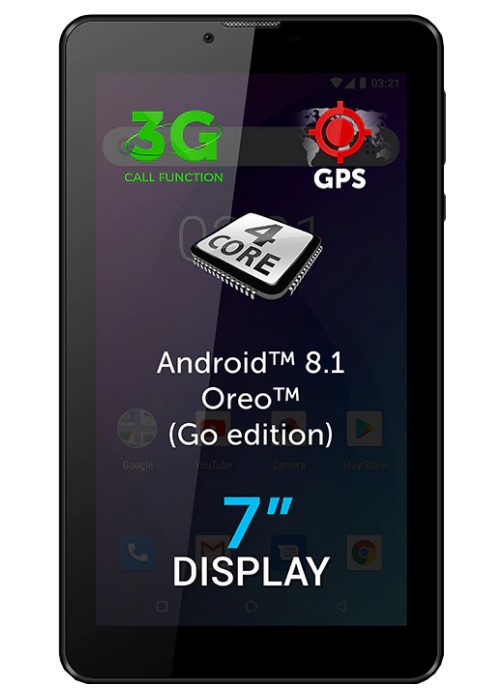 03:21
3G
CALL FUNCTION
GPS
4
CORE
Android™ 8.1
Oreo™
(Go edition)
Google
YouTube
Camera
Play Store
7"
DISPLAY